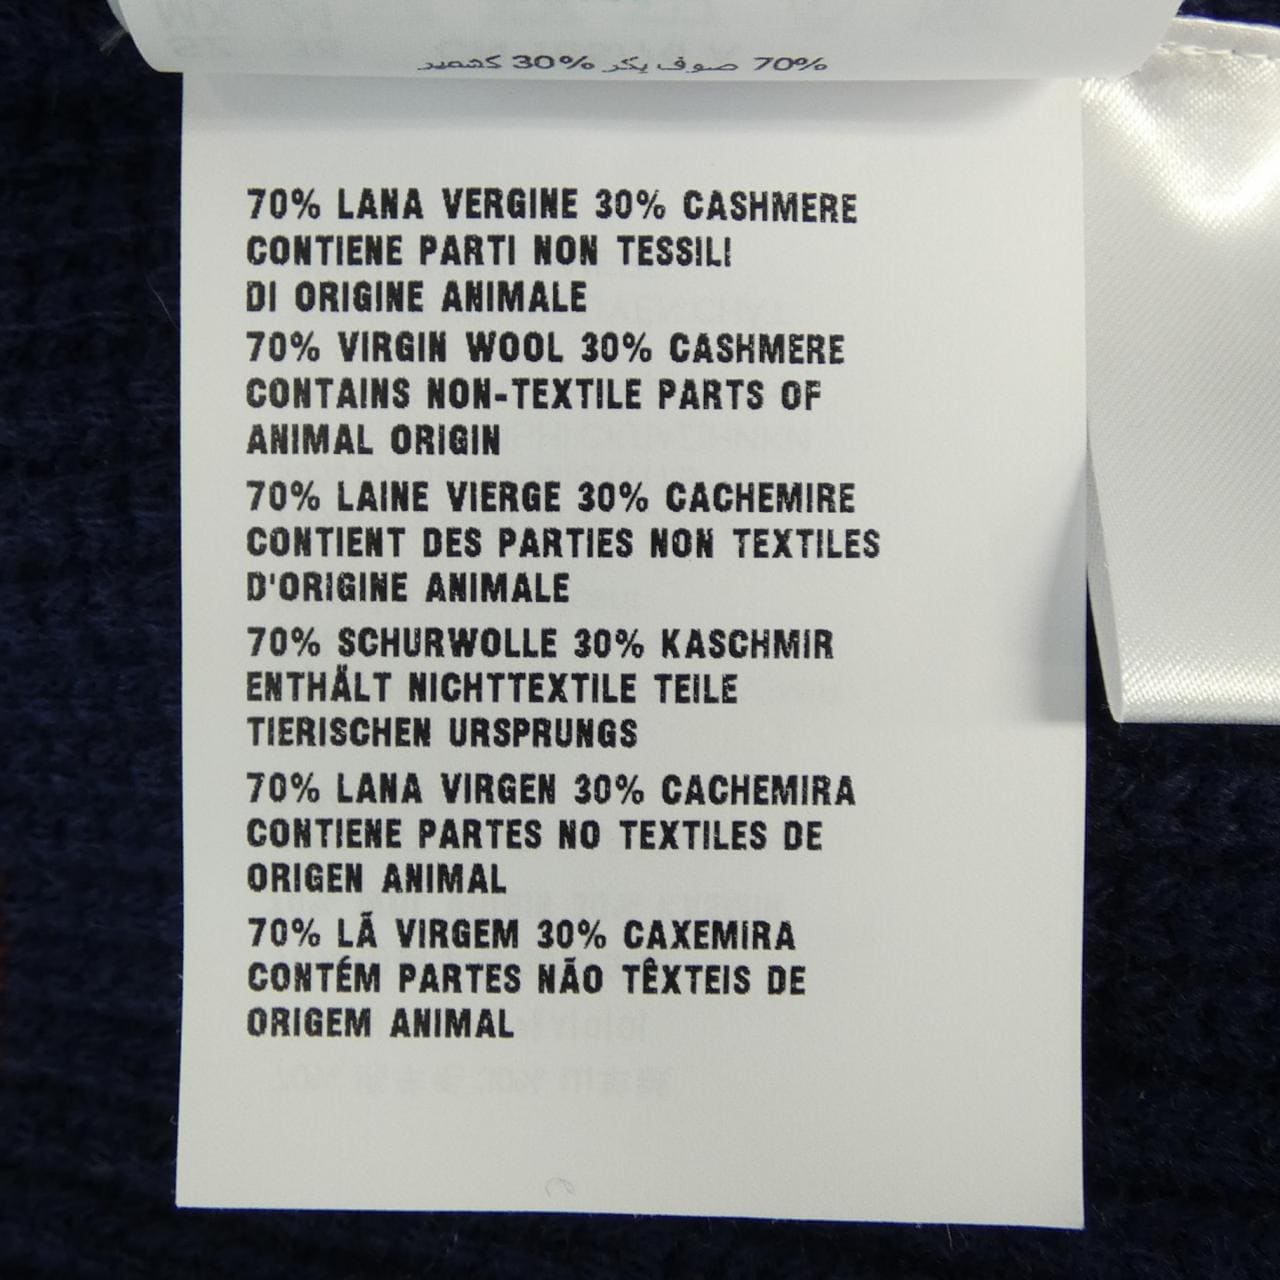 70% صوف بكر 30% كشمير
70% LANA VERGINE 30% CASHMERE
CONTIENE PARTI NON TESSILI
DI ORIGINE ANIMALE
70% VIRGIN WOOL 30% CASHMERE
CONTAINS NON-TEXTILE PARTS OF
ANIMAL ORIGIN
70% LAINE VIERGE 30% CACHEMIRE
CONTIENT DES PARTIES NON TEXTILES
D'ORIGINE ANIMALE
70% SCHURWOLLE 30% KASCHMIR
ENTHÄLT NICHTTEXTILE TEILE
TIERISCHEN URSPRUNGS
70% LANA VIRGEN 30% CACHEMIRA
CONTIENE PARTES NO TEXTILES DE
ORIGEN ANIMAL
70% LÃ VIRGEM 30% CAXEMIRA
CONTÉM PARTES NÃO TÊXTEIS DE
ORIGEM ANIMAL